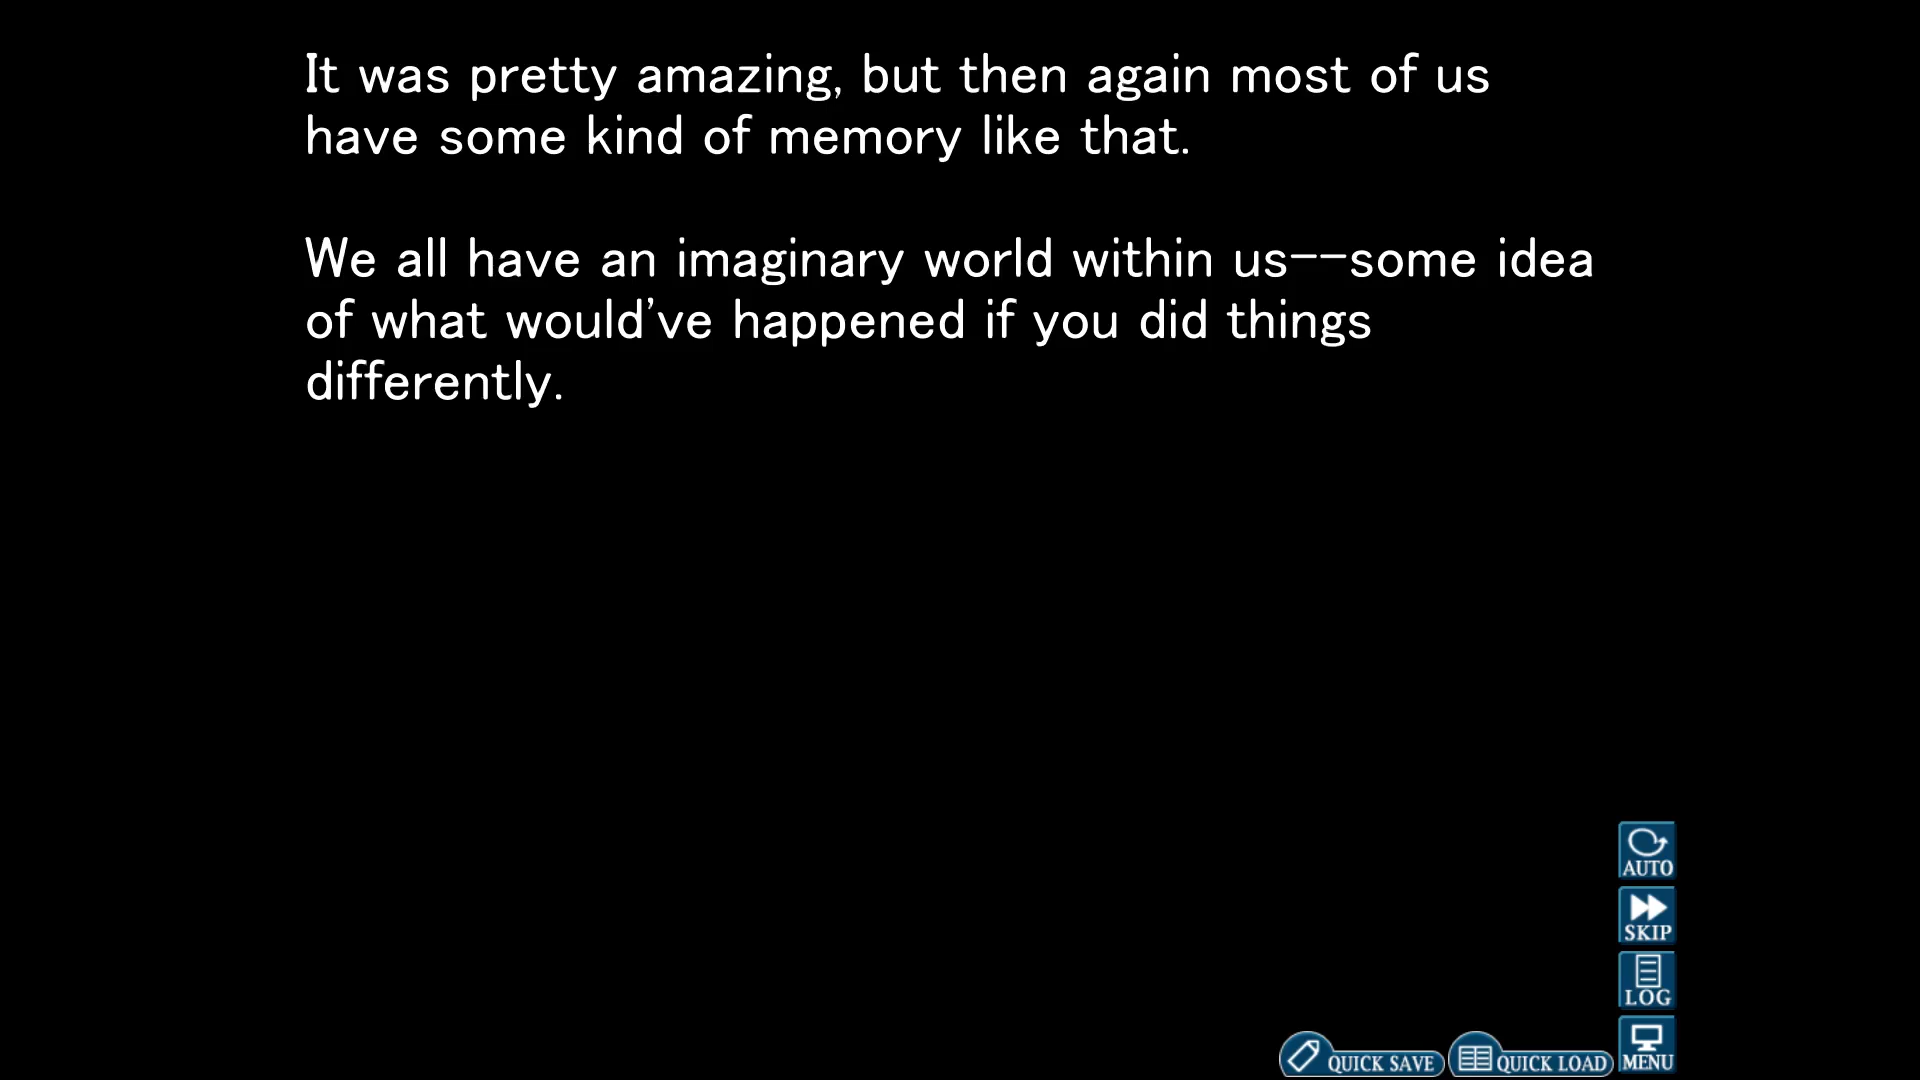 It was pretty amazing, but then again most of us
have some kind of memory like that.
We all have an imaginary world within us--some idea
of what would've happened if you did things
differently.
AUTO
SKIP
LOG
MENU
QUICK SAVE
QUICK LOAD